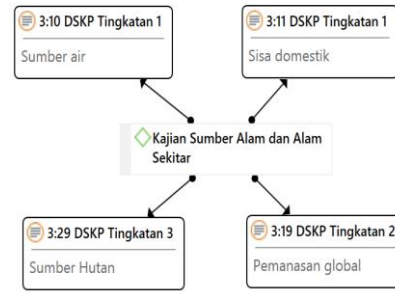 3:10 DSKP Tingkatan 1
Sumber air
3:11 DSKP Tingkatan 1
Sisa domestik
Kajian Sumber Alam dan Alam
Sekitar
3:29 DSKP Tingkatan 3
Sumber Hutan
3:19 DSKP Tingkatan 2
Pemanasan global